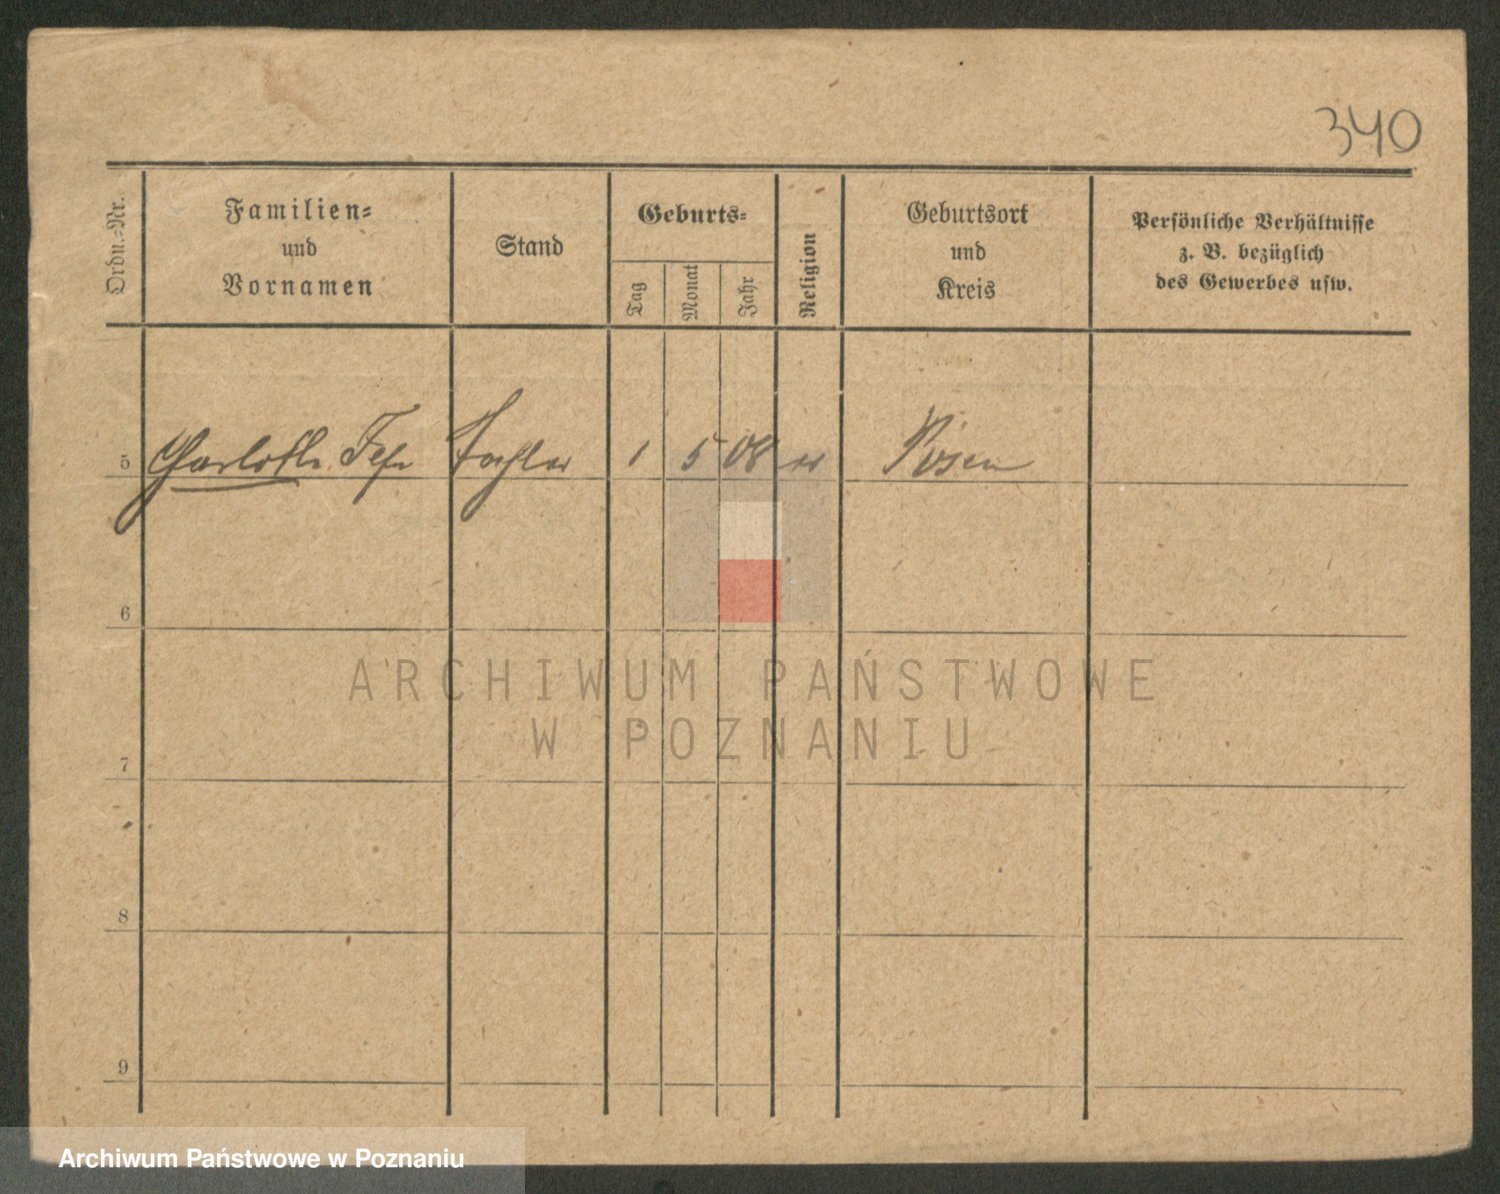 340
Ordn.-Nr.
Familien-
und
Vornamen
Stand
Geburts-
Tag
Monat
Jahr
Religion
Geburtsort
und
Kreis
Persönliche Verhältnisse
z. B. bezüglich
des Gewerbes usw.
5 Charlotte Tochter 1 5 08 Posen
6
7
8
9
ARCHIWUM PAŃSTWOWE
W POZNANIU
Archiwum Państwowe w Poznaniu